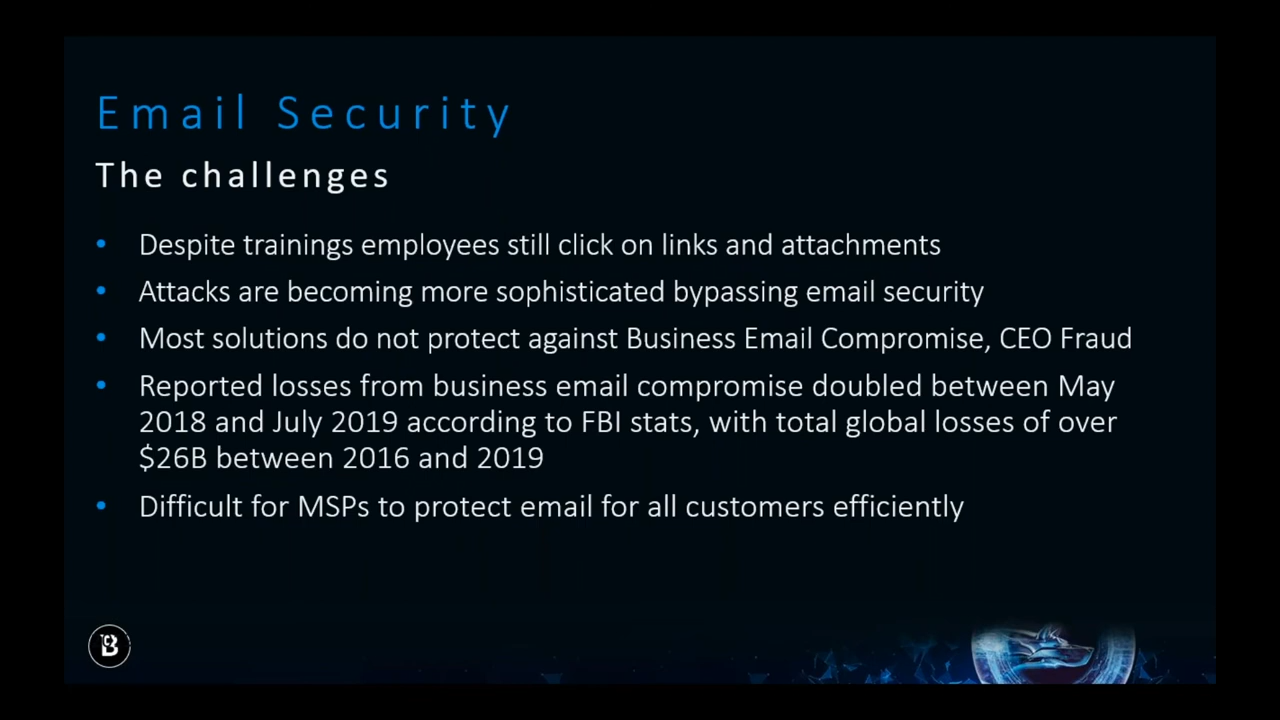 Email Security
The challenges
• Despite trainings employees still click on links and attachments
• Attacks are becoming more sophisticated bypassing email security
• Most solutions do not protect against Business Email Compromise, CEO Fraud
• Reported losses from business email compromise doubled between May
2018 and July 2019 according to FBI stats, with total global losses of over
$26B between 2016 and 2019
• Difficult for MSPs to protect email for all customers efficiently
B